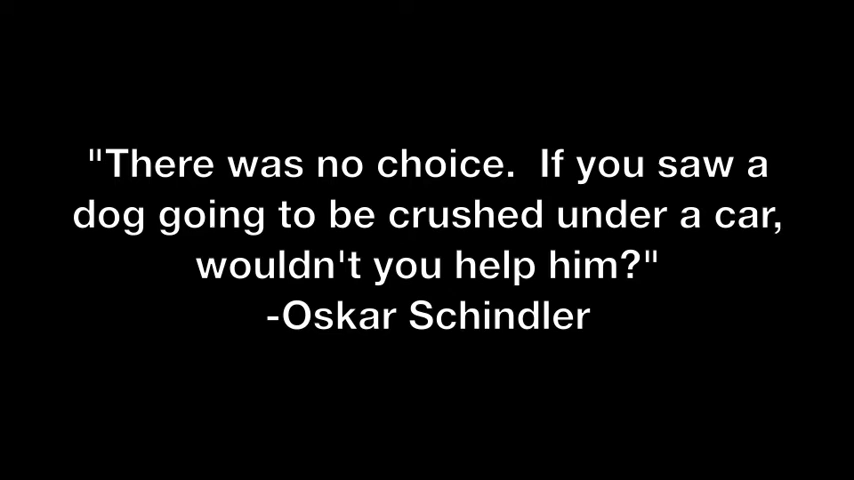 "There was no choice.  If you saw a
dog going to be crushed under a car,
wouldn't you help him?"
-Oskar Schindler